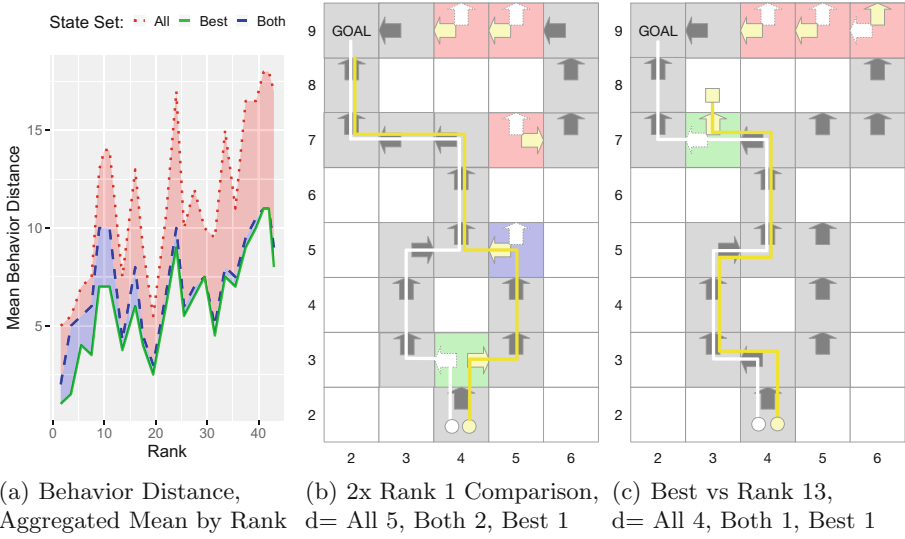 State Set: All Best Both
Mean Behavior Distance
15
10
5
0 10 20 30 40
Rank
9 GOAL
8
7
6
5
4
3
2
2 3 4 5 6
9 GOAL
8
7
6
5
4
3
2
2 3 4 5 6
(a) Behavior Distance,
Aggregated Mean by Rank
(b) 2x Rank 1 Comparison,
d= All 5, Both 2, Best 1
(c) Best vs Rank 13,
d= All 4, Both 1, Best 1